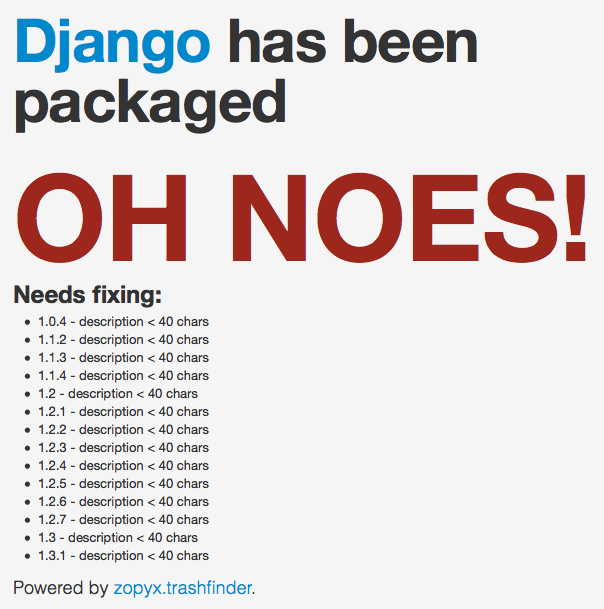 Django has been
packaged
OH NOES!
Needs fixing:
1.0.4 - description < 40 chars
1.1.2 - description < 40 chars
1.1.3 - description < 40 chars
1.1.4 - description < 40 chars
1.2 - description < 40 chars
1.2.1 - description < 40 chars
1.2.2 - description < 40 chars
1.2.3 - description < 40 chars
1.2.4 - description < 40 chars
1.2.5 - description < 40 chars
1.2.6 - description < 40 chars
1.2.7 - description < 40 chars
1.3 - description < 40 chars
1.3.1 - description < 40 chars
Powered by zopyx.trashfinder.